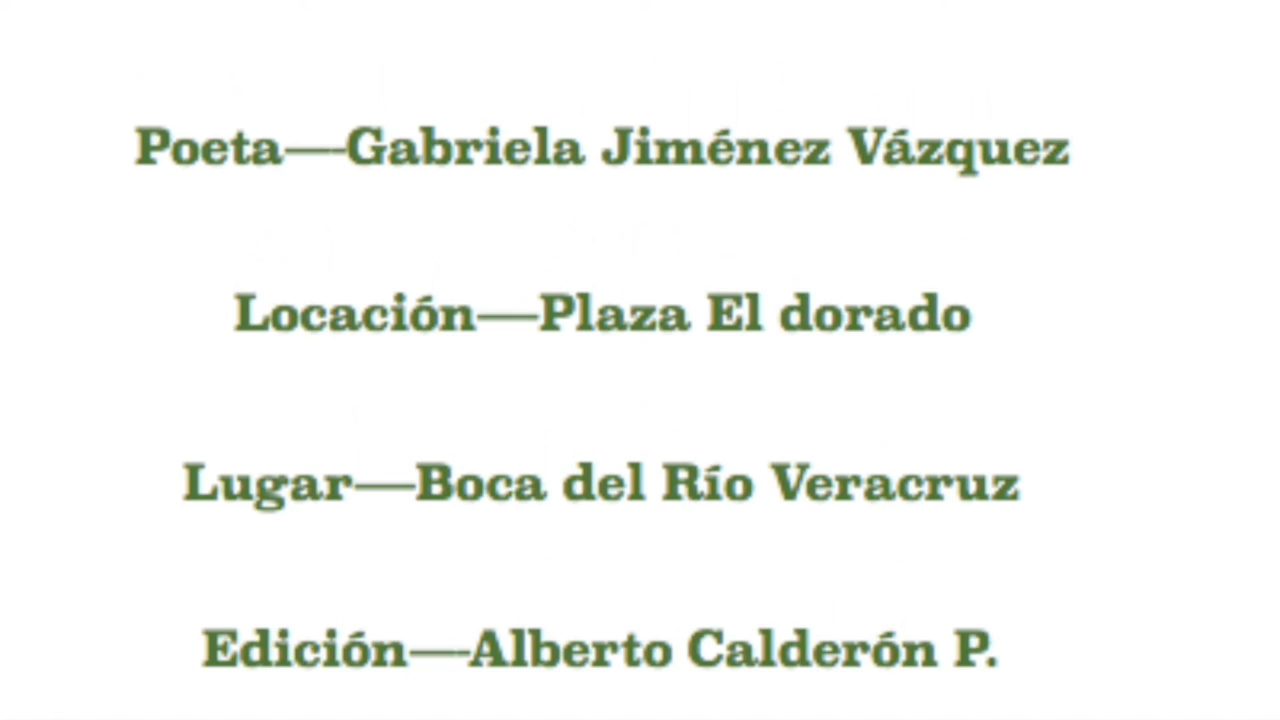 Poeta—Gabriela Jiménez Vázquez
Locación—Plaza El dorado
Lugar—Boca del Río Veracruz
Edición—Alberto Calderón P.